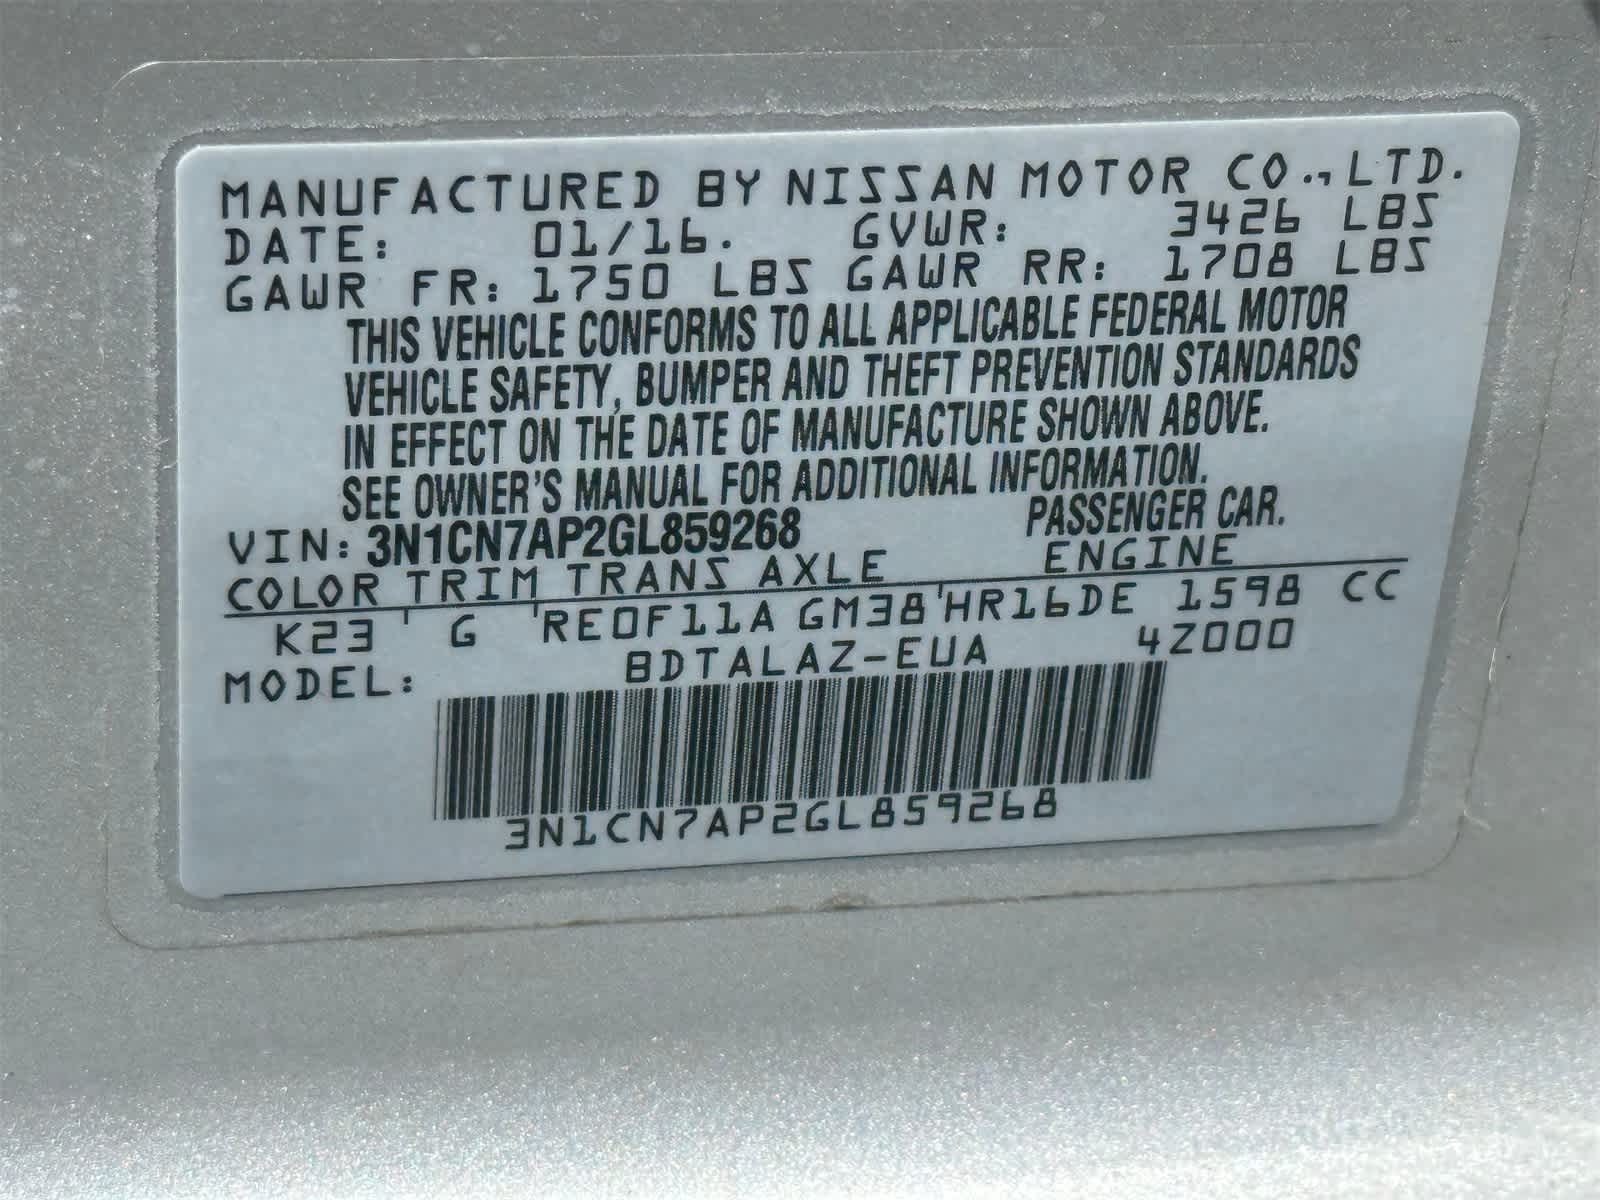 MANUFACTURED BY NISSAN MOTOR CO., LTD.
DATE: 01/16. GVWR: 3426 LBS
GAWR FR: 1750 LBS GAWR RR: 1708 LBS
THIS VEHICLE CONFORMS TO ALL APPLICABLE FEDERAL MOTOR
VEHICLE SAFETY, BUMPER AND THEFT PREVENTION STANDARDS
IN EFFECT ON THE DATE OF MANUFACTURE SHOWN ABOVE.
SEE OWNER'S MANUAL FOR ADDITIONAL INFORMATION.
VIN: 3N1CN7AP2GL859268 PASSENGER CAR.
COLOR TRIM TRANS AXLE ENGINE
K23 G RE0F11A GM38 HR16DE 1598 CC
MODEL: BDTALAZ-EUA 4Z000
3N1CN7AP2GL859268